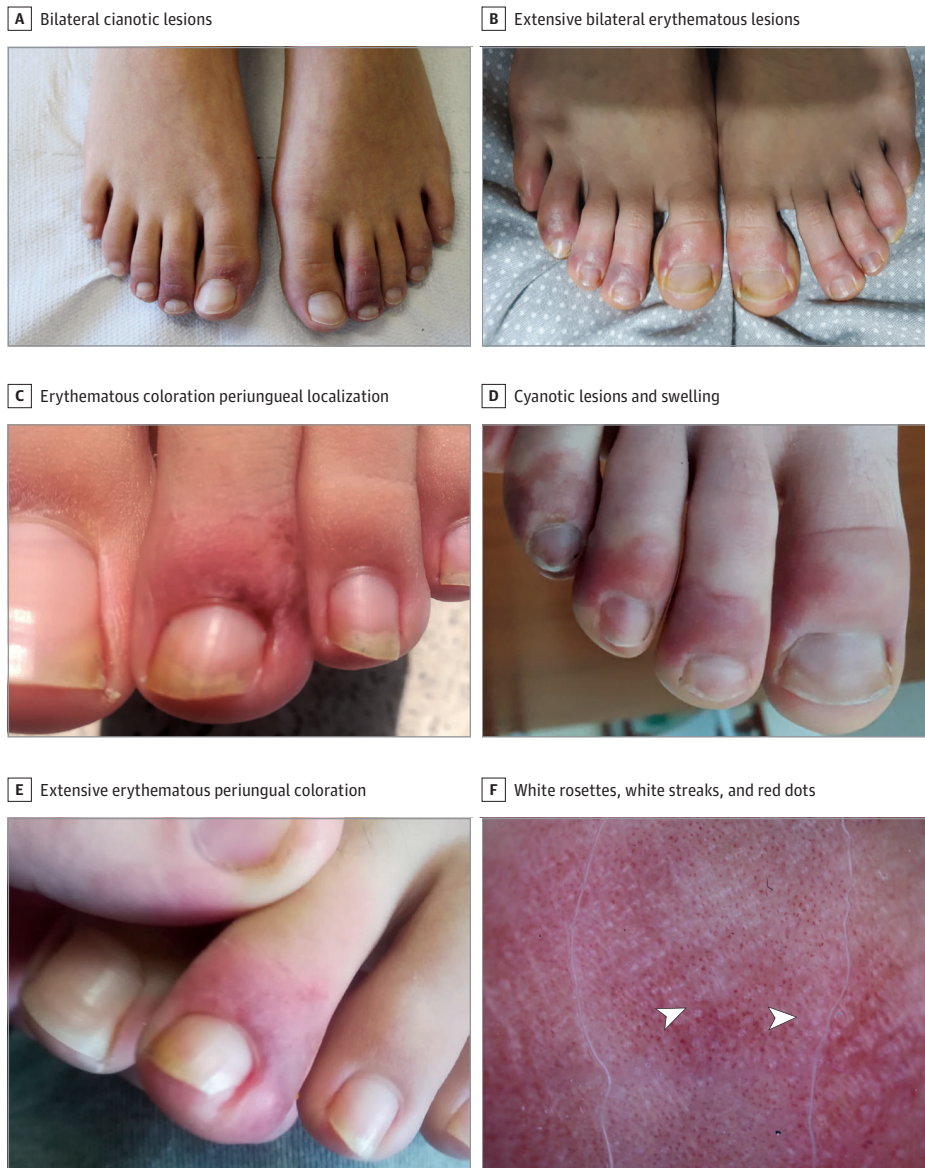 A Bilateral cianotic lesions
B Extensive bilateral erythematous lesions
C Erythematous coloration periungueal localization
D Cyanotic lesions and swelling
E Extensive erythematous periungual coloration
F White rosettes, white streaks, and red dots